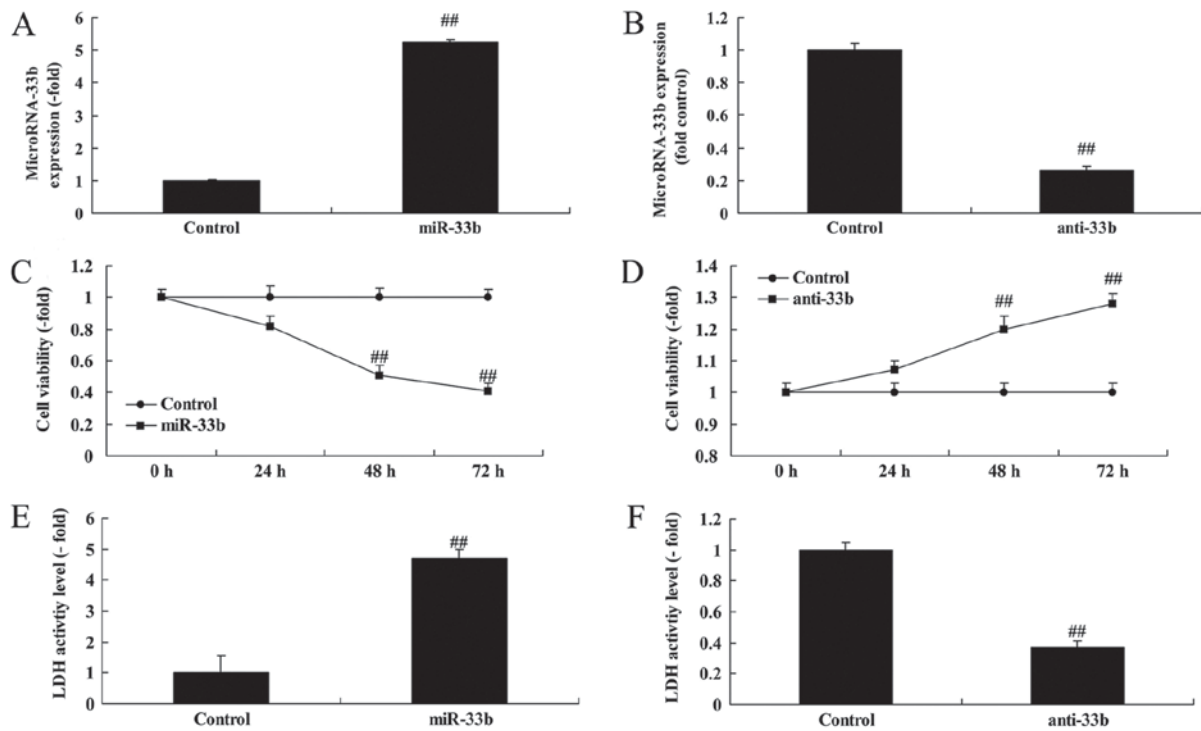 A
MicroRNA-33b
expression (-fold)
6
5
4
3
2
1
0
##
Control
miR-33b
B
MicroRNA-33b expression
(fold control)
1.2
1
0.8
0.6
0.4
0.2
0
##
Control
anti-33b
C
Cell viability (-fold)
1.2
1
0.8
0.6
0.4
0.2
0
##
##
Control
miR-33b
0 h
24 h
48 h
72 h
D
Cell viability (-fold)
1.4
1.3
1.2
1.1
1.0
0.9
0.8
Control
anti-33b
##
##
0 h
24 h
48 h
72 h
E
LDH activtiy level (- fold)
6
5
4
3
2
1
0
##
Control
miR-33b
F
LDH activtiy level (- fold)
1.2
1
0.8
0.6
0.4
0.2
0
##
Control
anti-33b